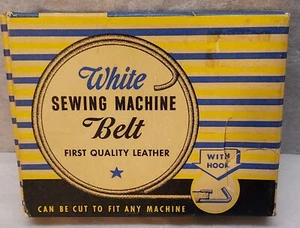 White
SEWING MACHINE
Belt
FIRST QUALITY LEATHER
WITH
HOOK
CAN BE CUT TO FIT ANY MACHINE